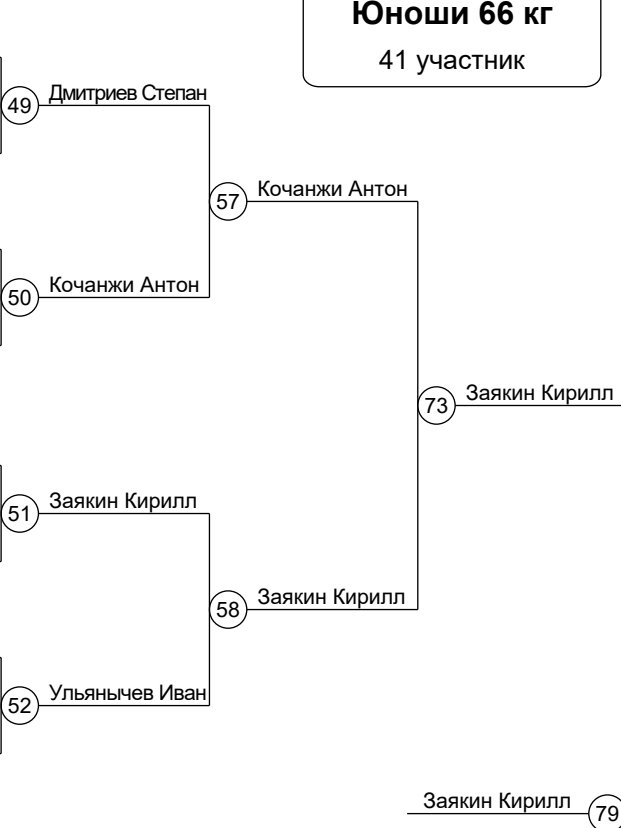 Юноши 66 кг
41 участник
49 Дмитриев Степан
57 Кочанжи Антон
50 Кочанжи Антон
73 Заякин Кирилл
51 Заякин Кирилл
58 Заякин Кирилл
52 Ульянычев Иван
Заякин Кирилл 79